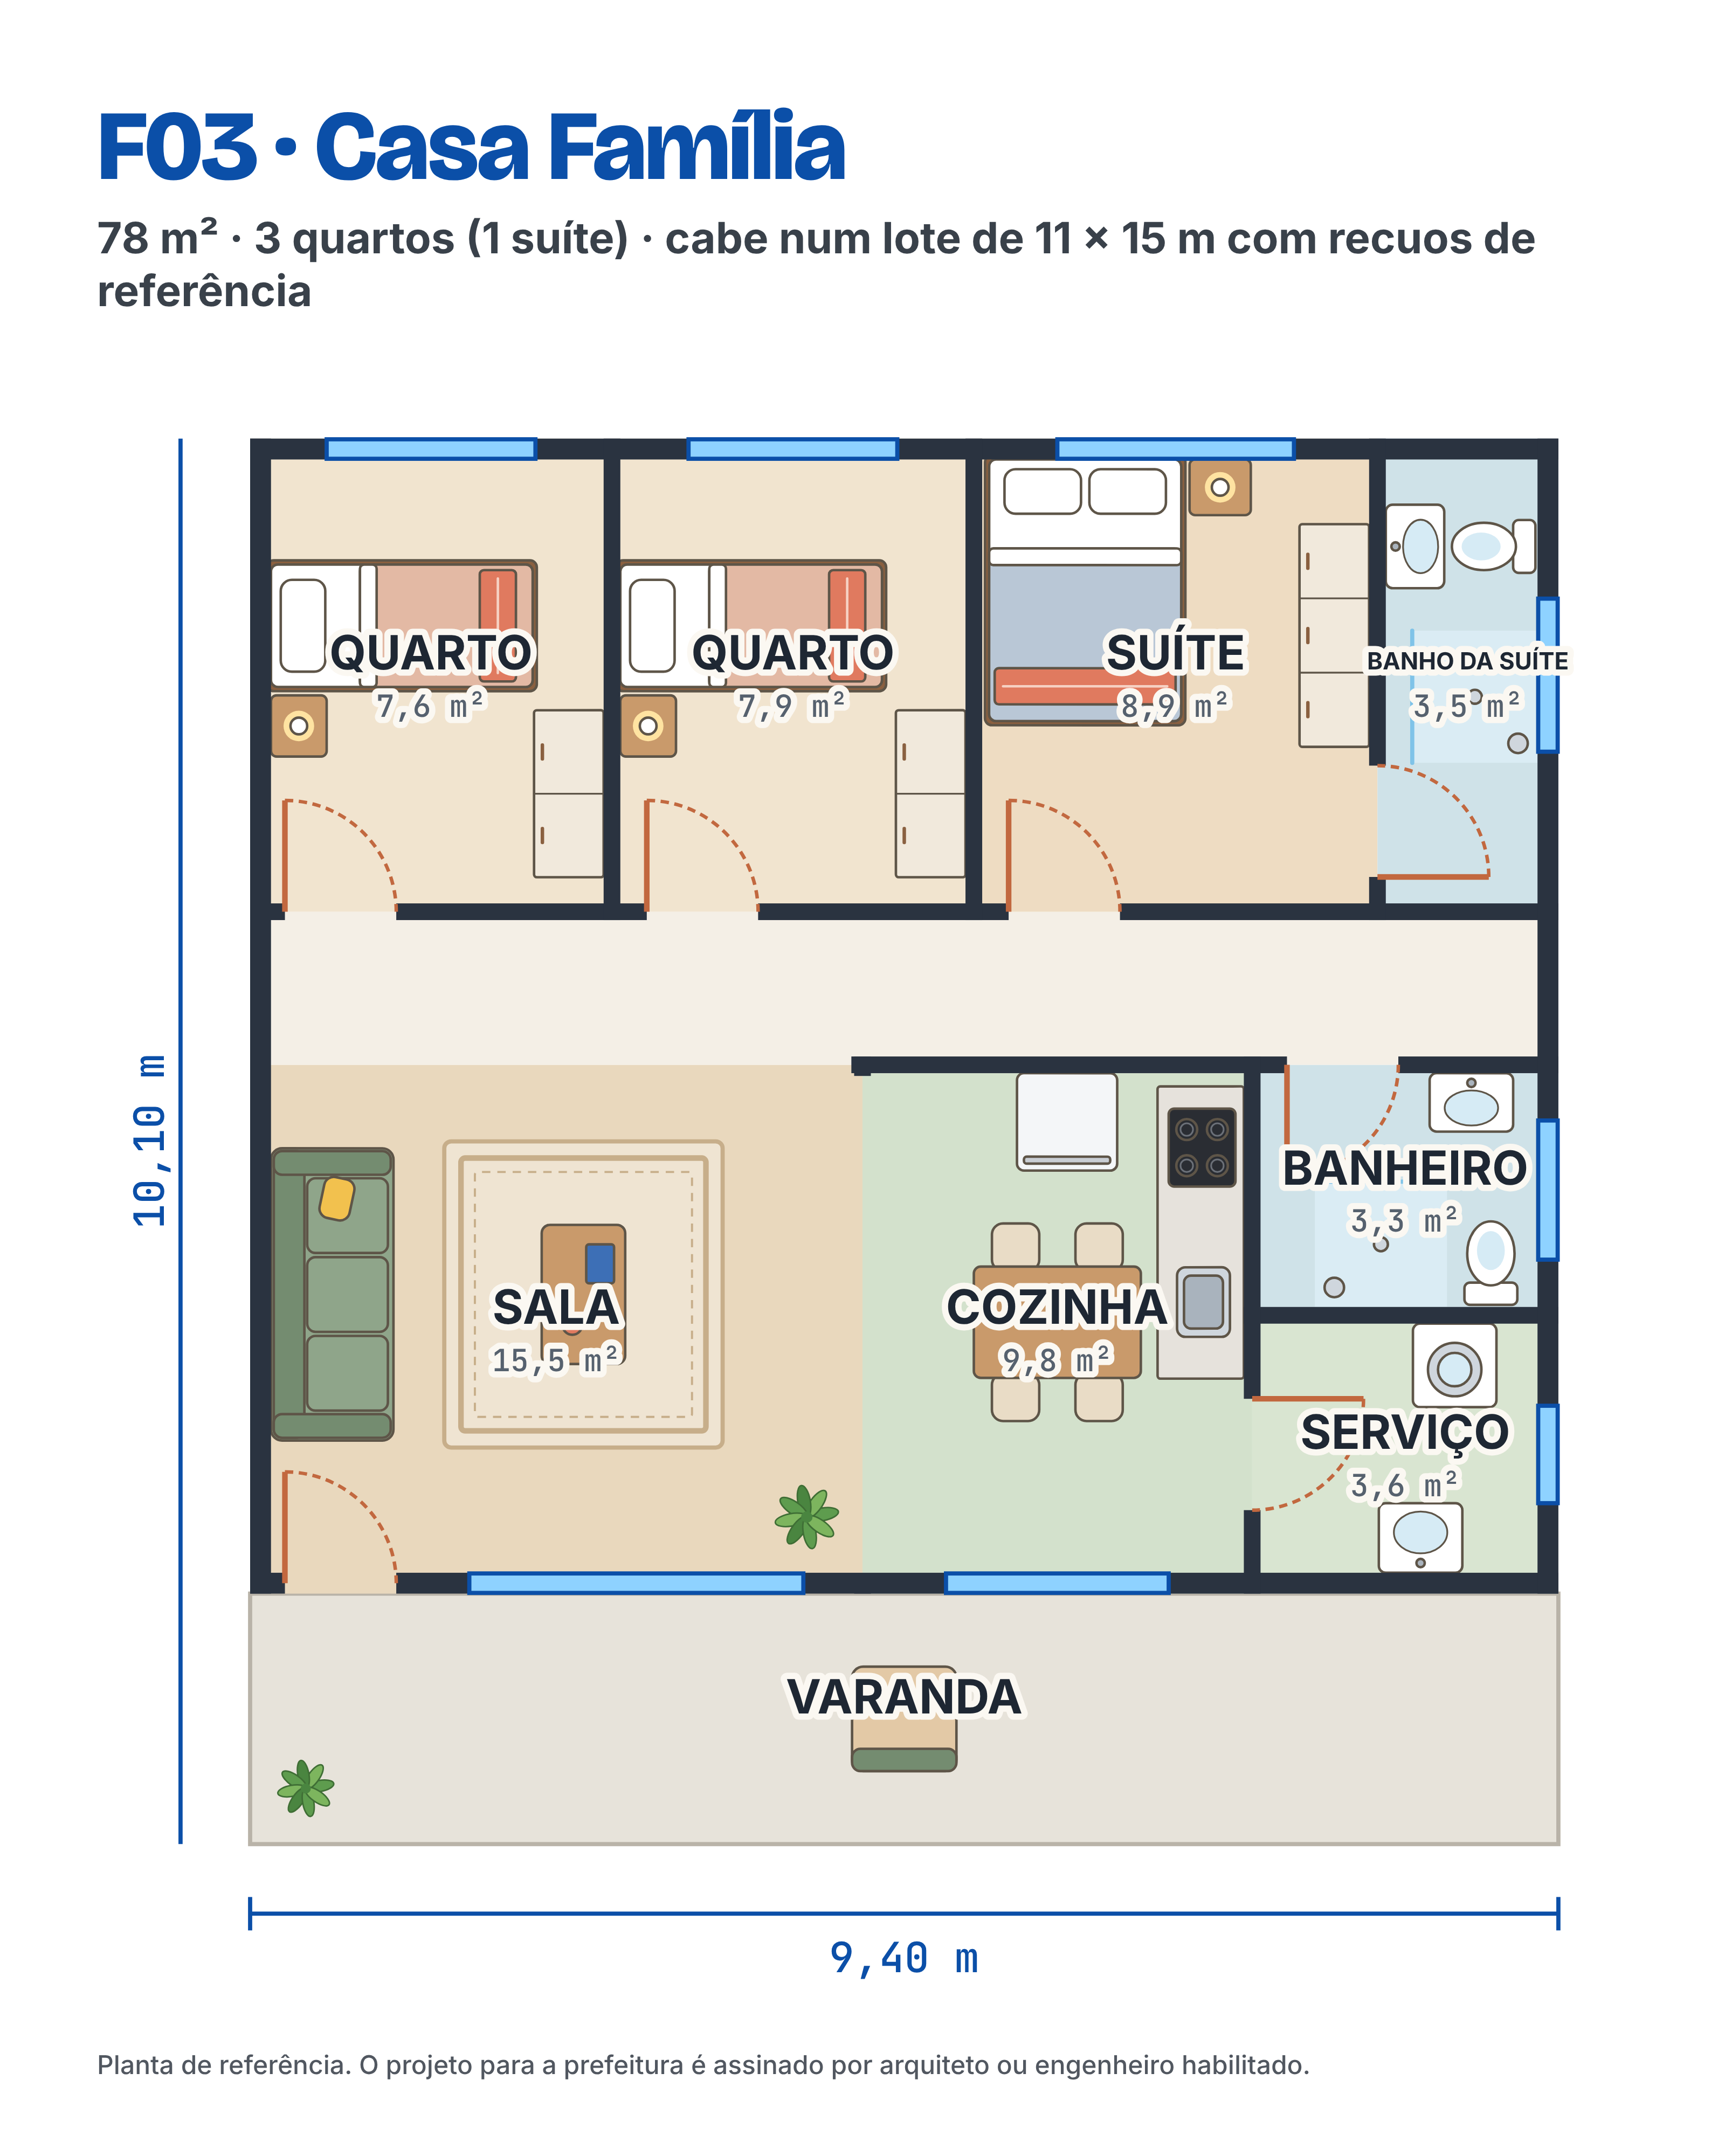 F03 · Casa Família
78 m² · 3 quartos (1 suíte) · cabe num lote de 11 × 15 m com recuos de
referência
QUARTO
7,6 m²
QUARTO
7,9 m²
SUÍTE
8,9 m²
BANHO DA SUÍTE
3,5 m²
10,10 m
SALA
15,5 m²
COZINHA
9,8 m²
BANHEIRO
3,3 m²
SERVIÇO
3,6 m²
VARANDA
9,40 m
Planta de referência. O projeto para a prefeitura é assinado por arquiteto ou engenheiro habilitado.